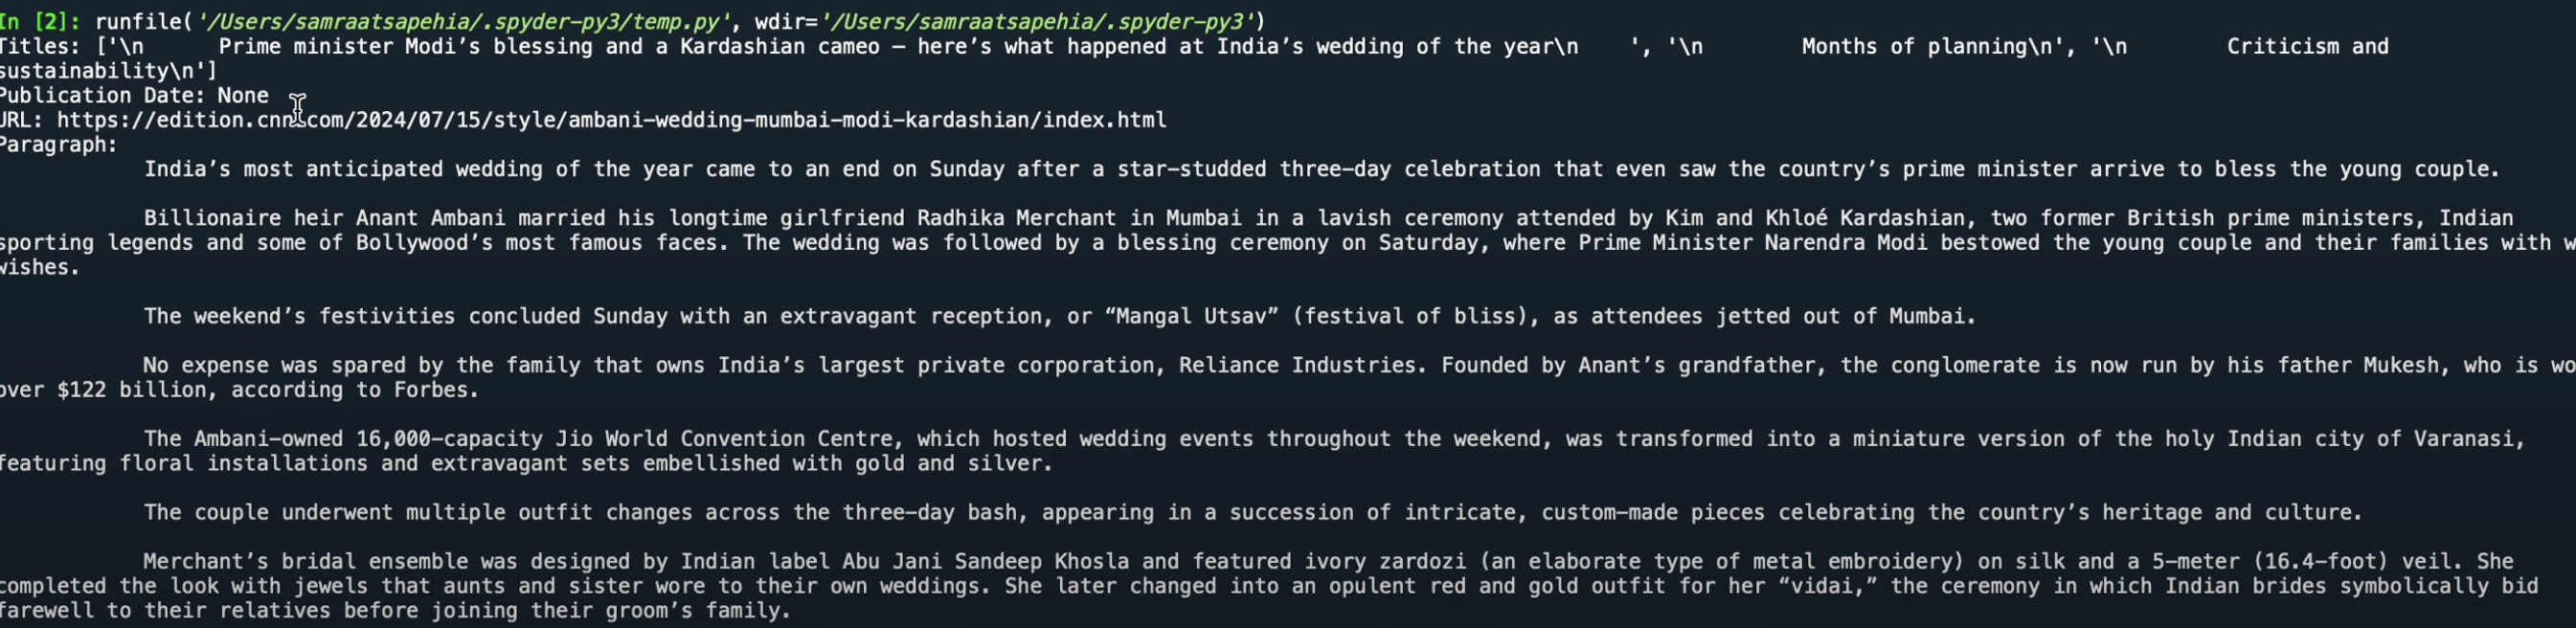 In [2]: runfile('/Users/samraatsapehia/.spyder-py3/temp.py', wdir='/Users/samraatsapehia/.spyder-py3')
Titles: ['\n      Prime minister Modi’s blessing and a Kardashian cameo — here’s what happened at India’s wedding of the year\n    ', '\n        Months of planning\n', '\n        Criticism and
sustainability\n']
Publication Date: None
URL: https://edition.cnn.com/2024/07/15/style/ambani-wedding-mumbai-modi-kardashian/index.html
Paragraph:
India’s most anticipated wedding of the year came to an end on Sunday after a star-studded three-day celebration that even saw the country’s prime minister arrive to bless the young couple.
Billionaire heir Anant Ambani married his longtime girlfriend Radhika Merchant in Mumbai in a lavish ceremony attended by Kim and Khloé Kardashian, two former British prime ministers, Indian
sporting legends and some of Bollywood’s most famous faces. The wedding was followed by a blessing ceremony on Saturday, where Prime Minister Narendra Modi bestowed the young couple and their families with
wishes.
The weekend’s festivities concluded Sunday with an extravagant reception, or “Mangal Utsav” (festival of bliss), as attendees jetted out of Mumbai.
No expense was spared by the family that owns India’s largest private corporation, Reliance Industries. Founded by Anant’s grandfather, the conglomerate is now run by his father Mukesh, who is wo
over $122 billion, according to Forbes.
The Ambani-owned 16,000-capacity Jio World Convention Centre, which hosted wedding events throughout the weekend, was transformed into a miniature version of the holy Indian city of Varanasi,
featuring floral installations and extravagant sets embellished with gold and silver.
The couple underwent multiple outfit changes across the three-day bash, appearing in a succession of intricate, custom-made pieces celebrating the country’s heritage and culture.
Merchant’s bridal ensemble was designed by Indian label Abu Jani Sandeep Khosla and featured ivory zardozi (an elaborate type of metal embroidery) on silk and a 5-meter (16.4-foot) veil. She
completed the look with jewels that aunts and sister wore to their own weddings. She later changed into an opulent red and gold outfit for her “vidai,” the ceremony in which Indian brides symbolically bid
farewell to their relatives before joining their groom’s family.